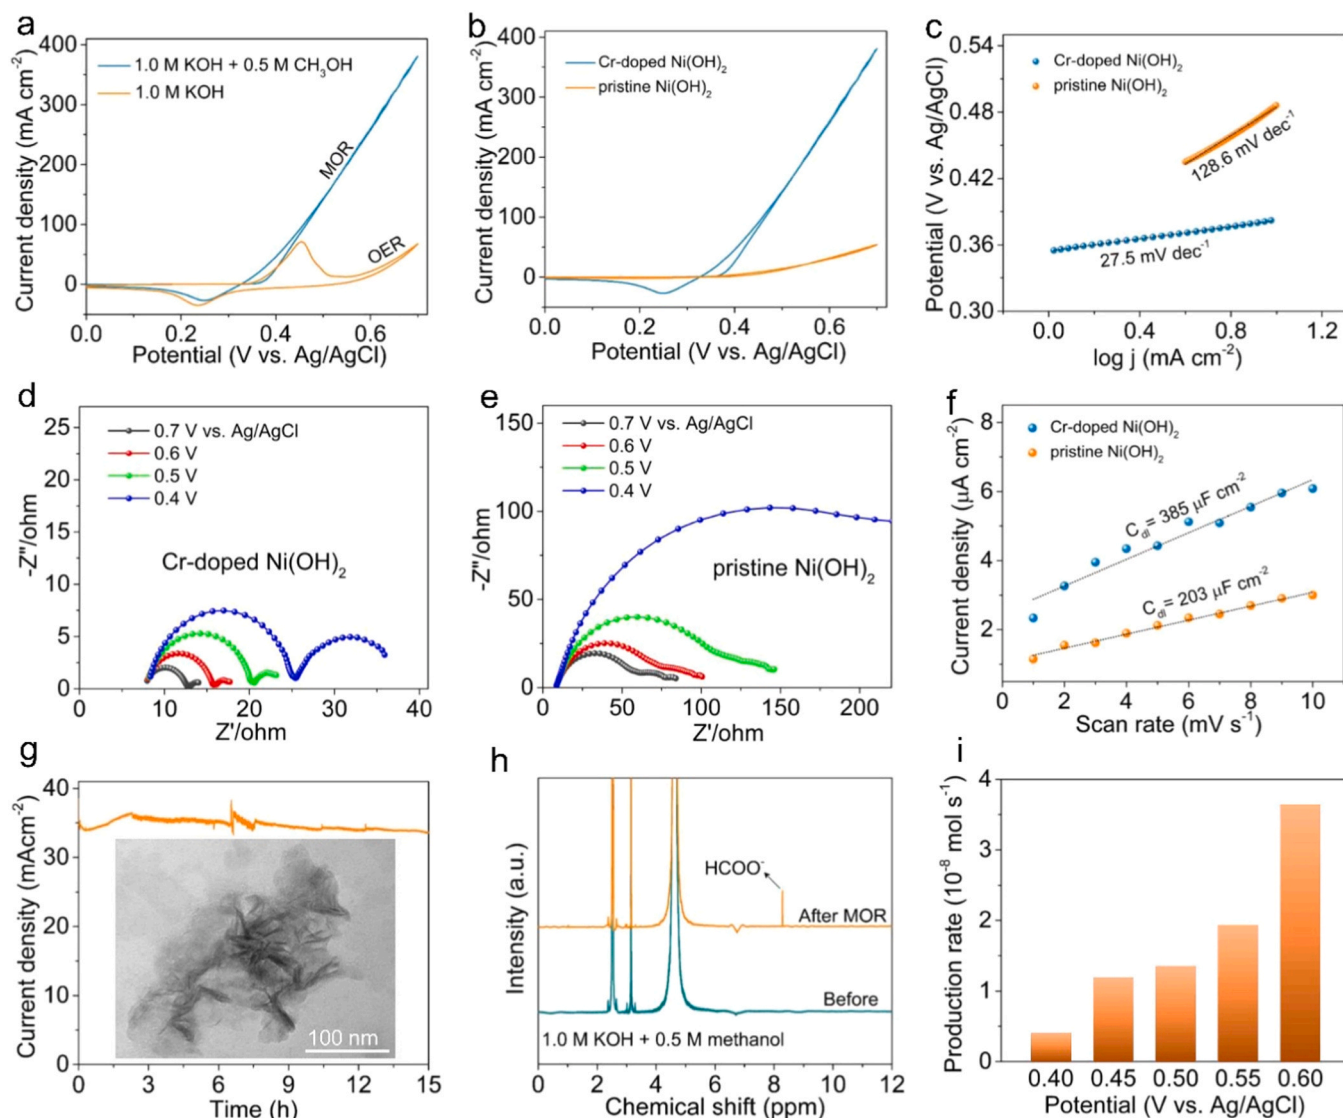 a
400
300
200
100
0
0.0
0.2
0.4
0.6
Current density (mA cm⁻²)
Potential (V vs. Ag/AgCl)
1.0 M KOH + 0.5 M CH₃OH
1.0 M KOH
MOR
OER
b
400
300
200
100
0
0.0
0.2
0.4
0.6
Current density (mA cm⁻²)
Potential (V vs. Ag/AgCl)
Cr-doped Ni(OH)₂
pristine Ni(OH)₂
c
0.54
0.48
0.42
0.36
0.30
0.0
0.4
0.8
1.2
Potential (V vs. Ag/AgCl)
log j (mA cm⁻²)
Cr-doped Ni(OH)₂
pristine Ni(OH)₂
128.6 mV dec⁻¹
27.5 mV dec⁻¹
d
25
20
15
10
5
0
0
10
20
30
40
-Z"/ohm
Z'/ohm
0.7 V vs. Ag/AgCl
0.6 V
0.5 V
0.4 V
Cr-doped Ni(OH)₂
e
150
100
50
0
0
50
100
150
200
-Z"/ohm
Z'/ohm
0.7 V vs. Ag/AgCl
0.6 V
0.5 V
0.4 V
pristine Ni(OH)₂
f
8
6
4
2
0
2
4
6
8
10
Current density (μA cm⁻²)
Scan rate (mV s⁻¹)
Cr-doped Ni(OH)₂
pristine Ni(OH)₂
C_dl = 385 μF cm⁻²
C_dl = 203 μF cm⁻²
g
40
30
20
10
0
0
3
6
9
12
15
Current density (mAcm⁻²)
Time (h)
100 nm
h
0
2
4
6
8
10
12
Intensity (a.u.)
Chemical shift (ppm)
HCOO⁻
After MOR
Before
1.0 M KOH + 0.5 M methanol
i
4
3
2
1
0
0.40
0.45
0.50
0.55
0.60
Production rate (10⁻⁸ mol s⁻¹)
Potential (V vs. Ag/AgCl)